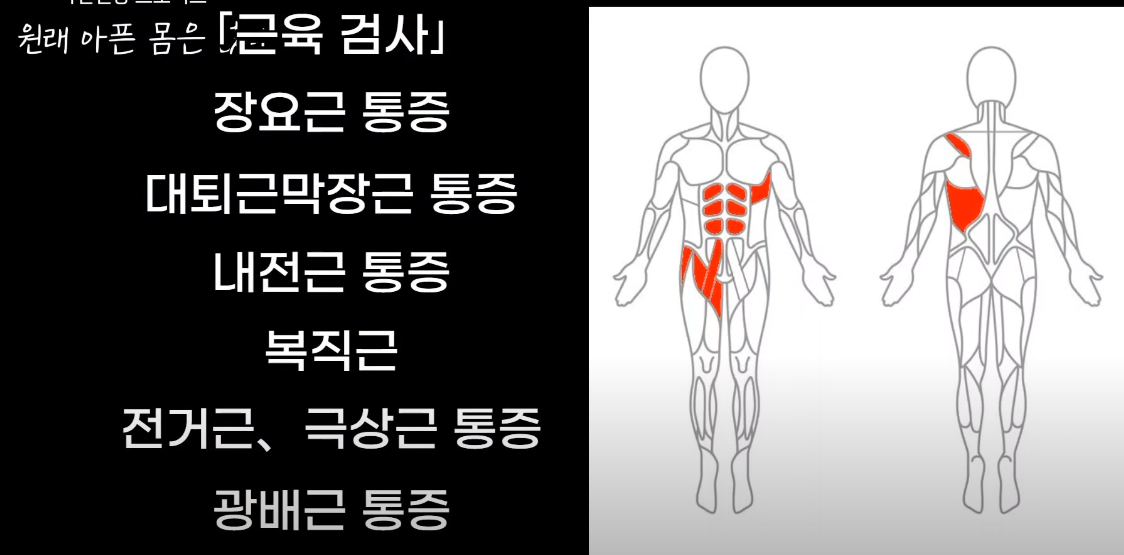 원래 아픈 몸은
「근육 검사」
장요근 통증
대퇴근막장근 통증
내전근 통증
복직근
전거근、극상근 통증
광배근 통증